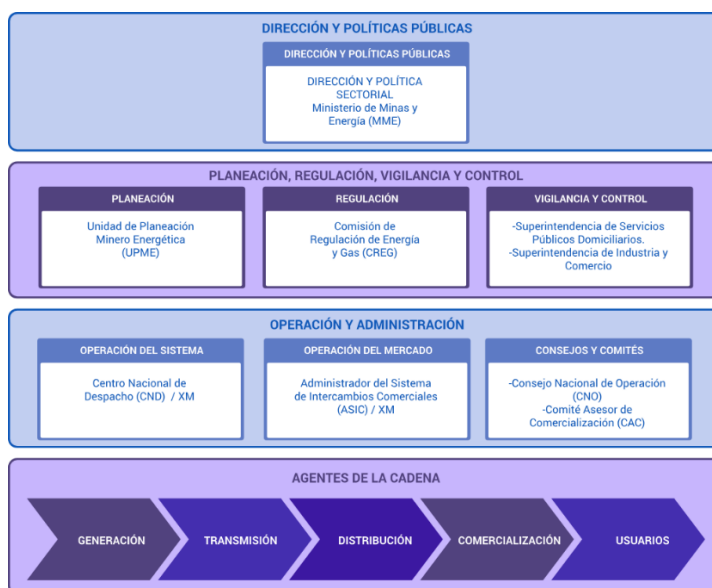 DIRECCIÓN Y POLÍTICAS PÚBLICAS
DIRECCIÓN Y POLÍTICAS PÚBLICAS
DIRECCIÓN Y POLÍTICA
SECTORIAL
Ministerio de Minas y
Energía (MME)
PLANEACIÓN, REGULACIÓN, VIGILANCIA Y CONTROL
PLANEACIÓN
Unidad de Planeación
Minero Energética
(UPME)
REGULACIÓN
Comisión de
Regulación de Energía
y Gas (CREG)
VIGILANCIA Y CONTROL
-Superintendencia de Servicios
Públicos Domiciliarios.
-Superintendencia de Industria y
Comercio
OPERACIÓN Y ADMINISTRACIÓN
OPERACIÓN DEL SISTEMA
Centro Nacional de
Despacho (CND) / XM
OPERACIÓN DEL MERCADO
Administrador del Sistema
de Intercambios Comerciales
(ASIC) / XM
CONSEJOS Y COMITÉS
-Consejo Nacional de Operación
(CNO)
-Comité Asesor de
Comercialización (CAC)
AGENTES DE LA CADENA
GENERACIÓN
TRANSMISIÓN
DISTRIBUCIÓN
COMERCIALIZACIÓN
USUARIOS